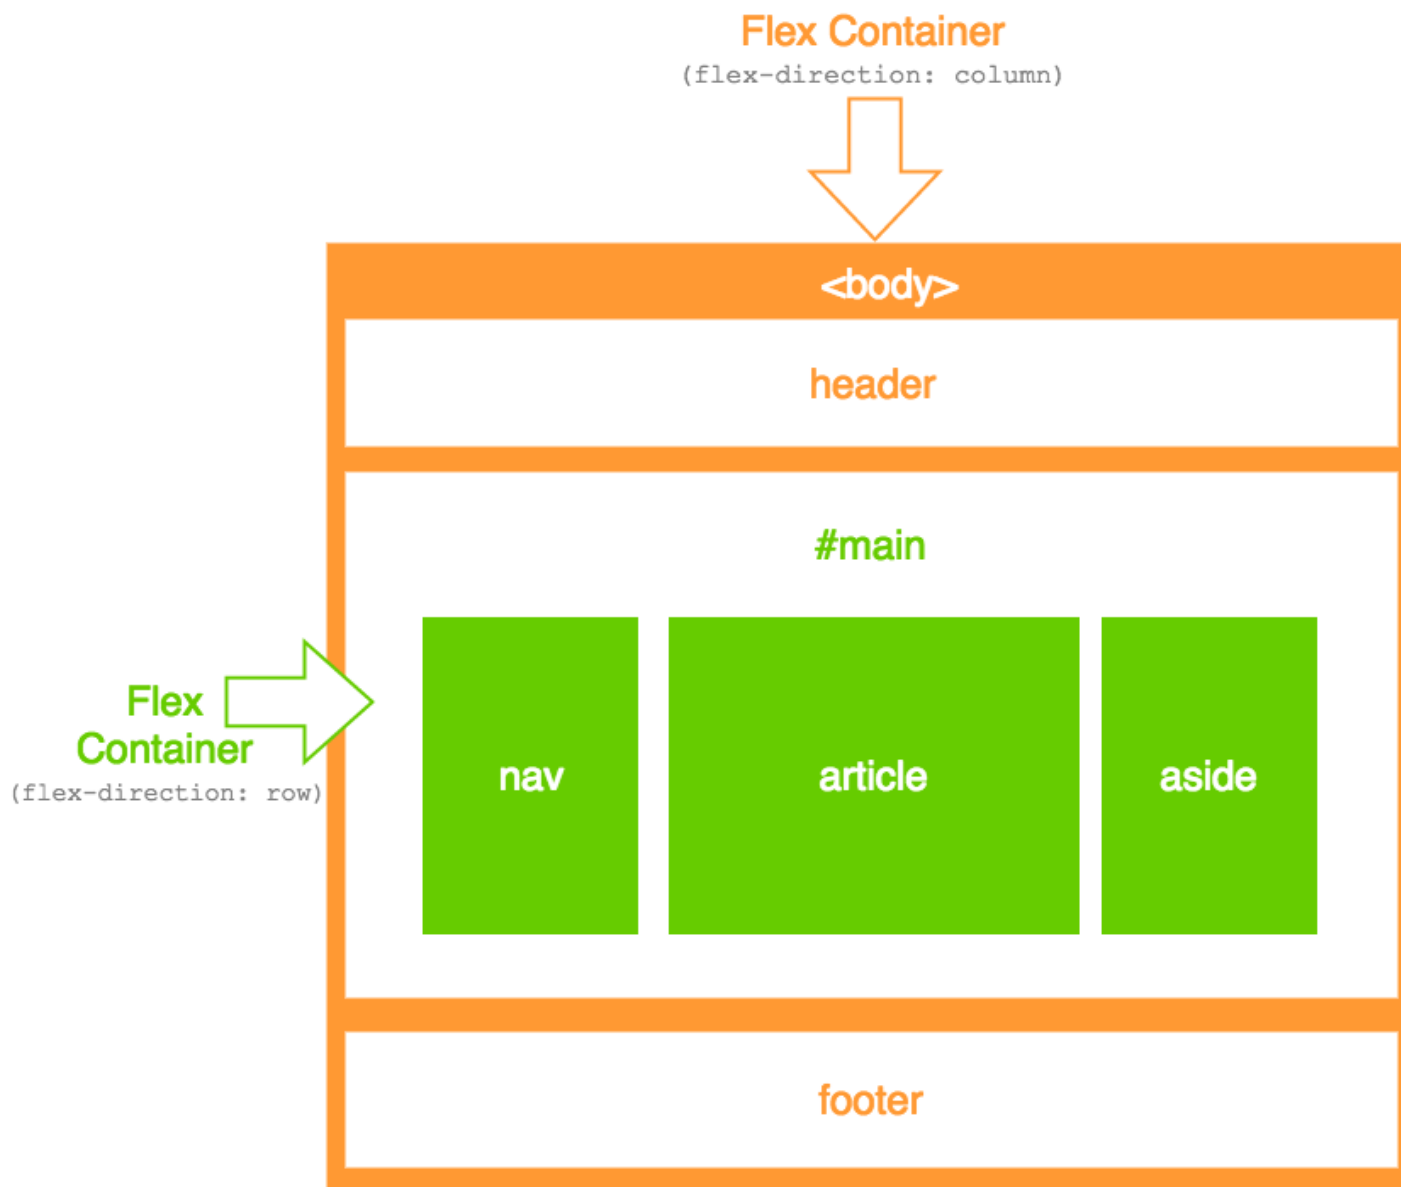 Flex Container
(flex-direction: column)
<body>
header
#main
Flex
Container
(flex-direction: row)
nav
article
aside
footer